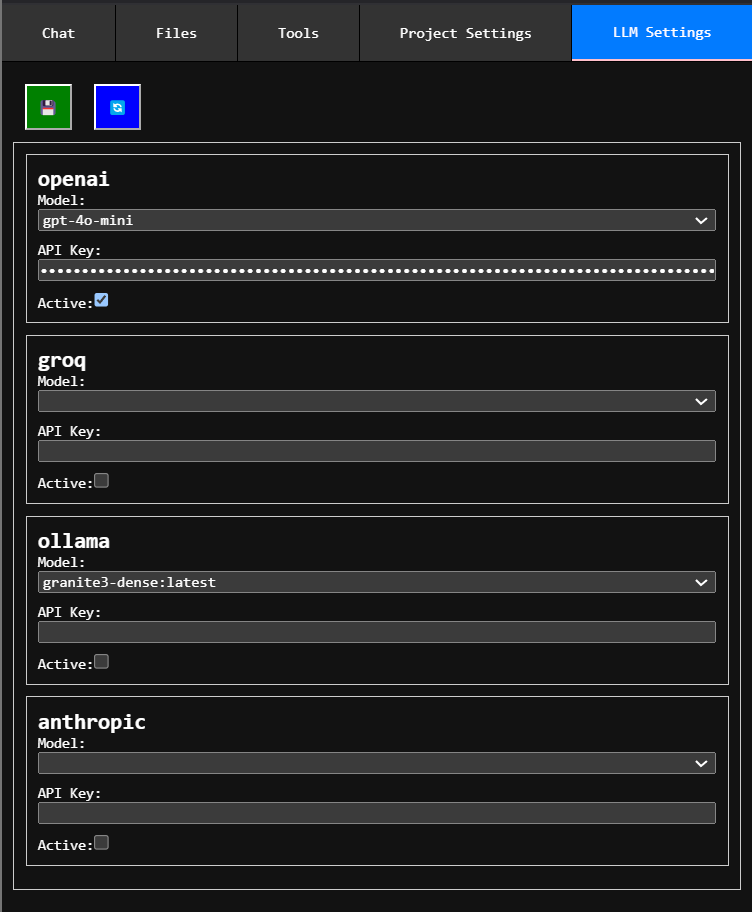 Chat Files Tools Project Settings LLM Settings
openai
Model:
gpt-4o-mini
API Key:
Active:
groq
Model:
API Key:
Active:
ollama
Model:
granite3-dense:latest
API Key:
Active:
anthropic
Model:
API Key:
Active: